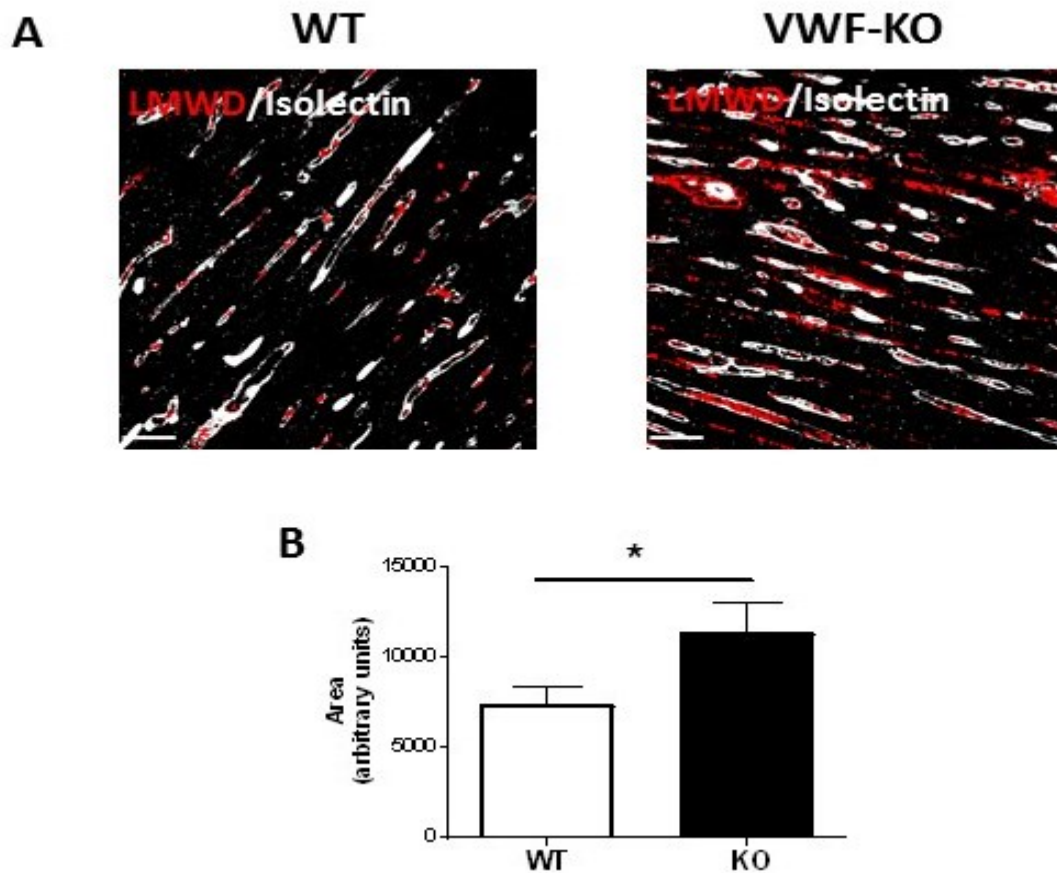 A
WT
VWF-KO
LMWD/Isolectin
LMWD/Isolectin
B
*
15000
10000
5000
0
Area
(arbitrary units)
WT
KO